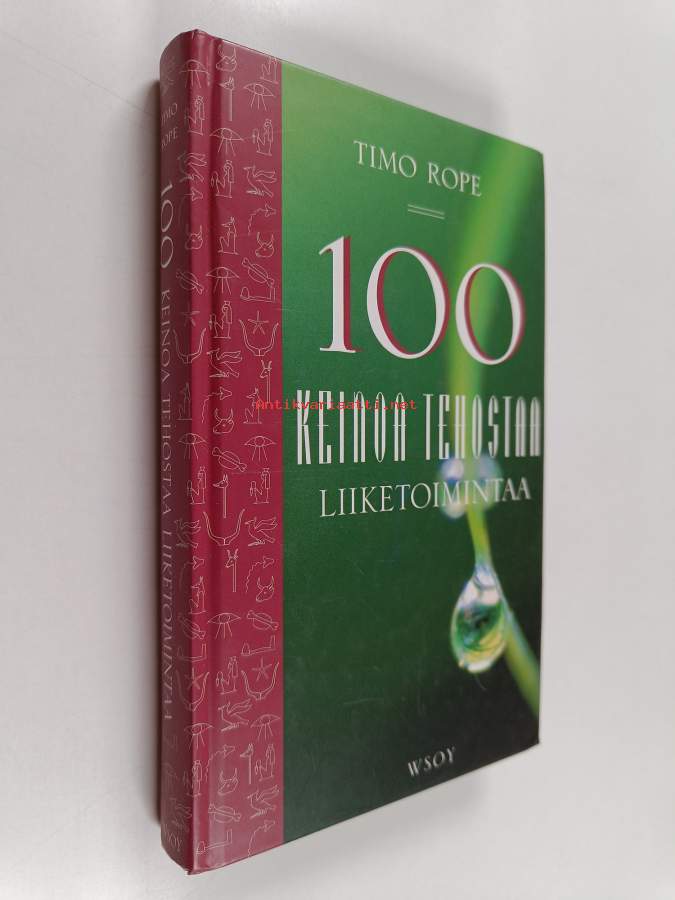 TIMO ROPE
100
KEINOA TEHOSTAA
LIIKETOIMINTAA
WSOY
TIMO
ROPE
100 KEINOA TEHOSTAA LIIKETOIMINTAA
WSOY
Antikvariaatti.net